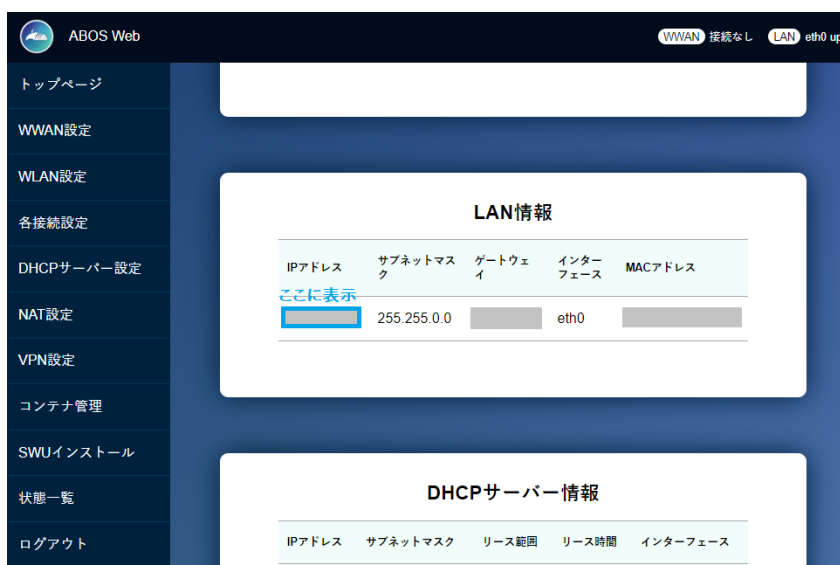 ABOS Web
WWAN 接続なし LAN eth0 up
トップページ
WWAN設定
WLAN設定
各接続設定
DHCPサーバー設定
NAT設定
VPN設定
コンテナ管理
SWUインストール
状態一覧
ログアウト
LAN情報
IPアドレス サブネットマス ゲートウェ インター MACアドレス
ク イ フェース
ここに表示
255.255.0.0 eth0
DHCPサーバー情報
IPアドレス サブネットマスク リース範囲 リース時間 インターフェース